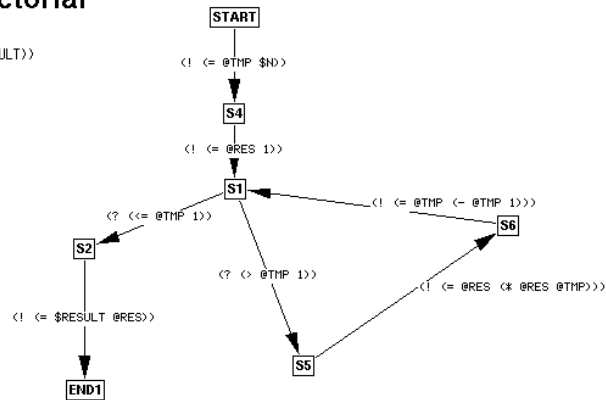 ctorial
START
ULT))
(! (= @TMP $N))
S4
(! (= @RES 1))
S1
(! (= @TMP (- @TMP 1)))
(? (<= @TMP 1))
S6
S2
(? (> @TMP 1))
(! (= @RES (* @RES @TMP)))
(! (= $RESULT @RES))
S5
END1